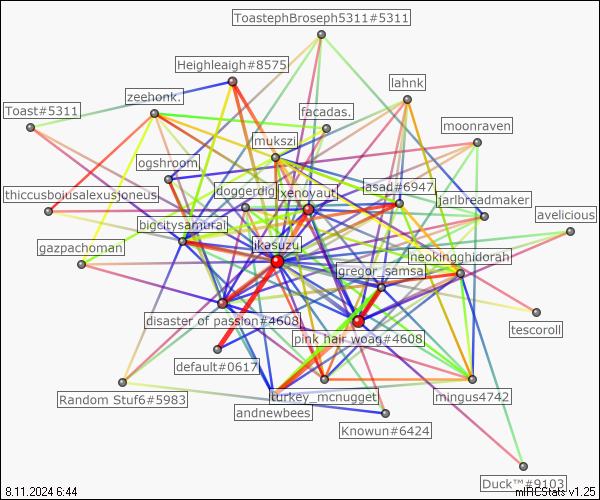 ToastephBroseph5311#5311
Heighleaigh#8575
lahnk
zeehonk.
Toast#5311
facadas.
moonraven
mukszi
ogshroom
doggerdig
xenoyaut
asad#6947
jarlbreadmaker
thiccusboiusalexusjoneus
bigcitysamurai
avelicious
gazpachoman
jkasuzu
neokingghidorah
gregor_samsa
disaster of passion#4608
pink hair woag#4608
tescoroll
default#0617
Random Stuf6#5983
turkey_mcnugget
mingus4742
andnewbees
Knowun#6424
Duck™#9103
8.11.2024 6:44
mIRCStats v1.25